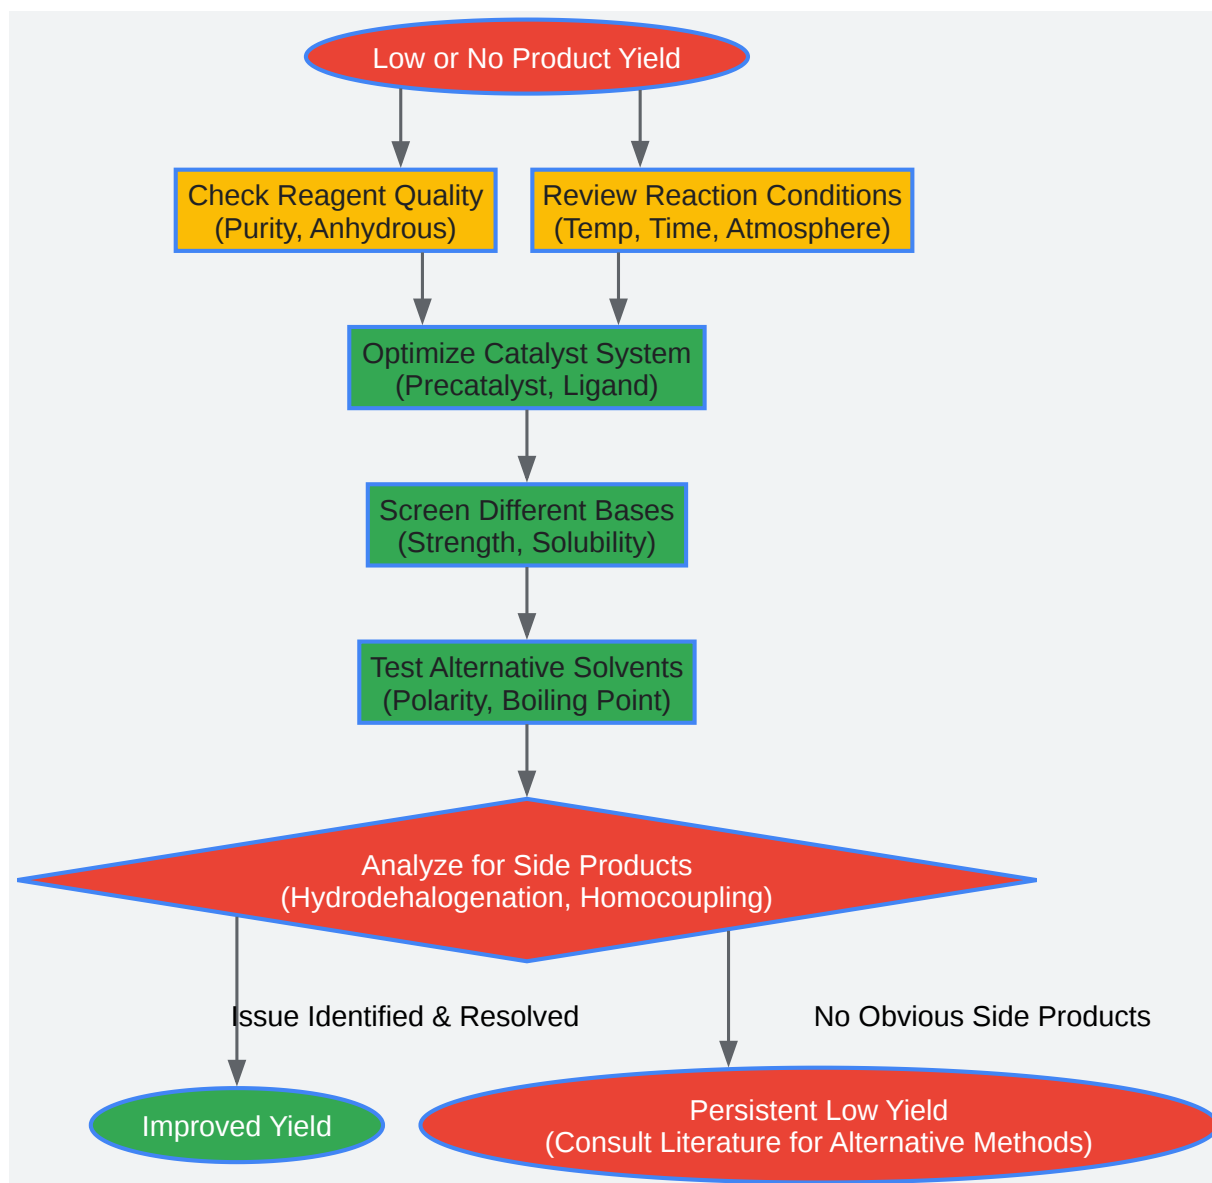 Low or No Product Yield
Check Reagent Quality
(Purity, Anhydrous)
Review Reaction Conditions
(Temp, Time, Atmosphere)
Optimize Catalyst System
(Precatalyst, Ligand)
Screen Different Bases
(Strength, Solubility)
Test Alternative Solvents
(Polarity, Boiling Point)
Analyze for Side Products
(Hydrodehalogenation, Homocoupling)
Issue Identified & Resolved
No Obvious Side Products
Improved Yield
Persistent Low Yield
(Consult Literature for Alternative Methods)